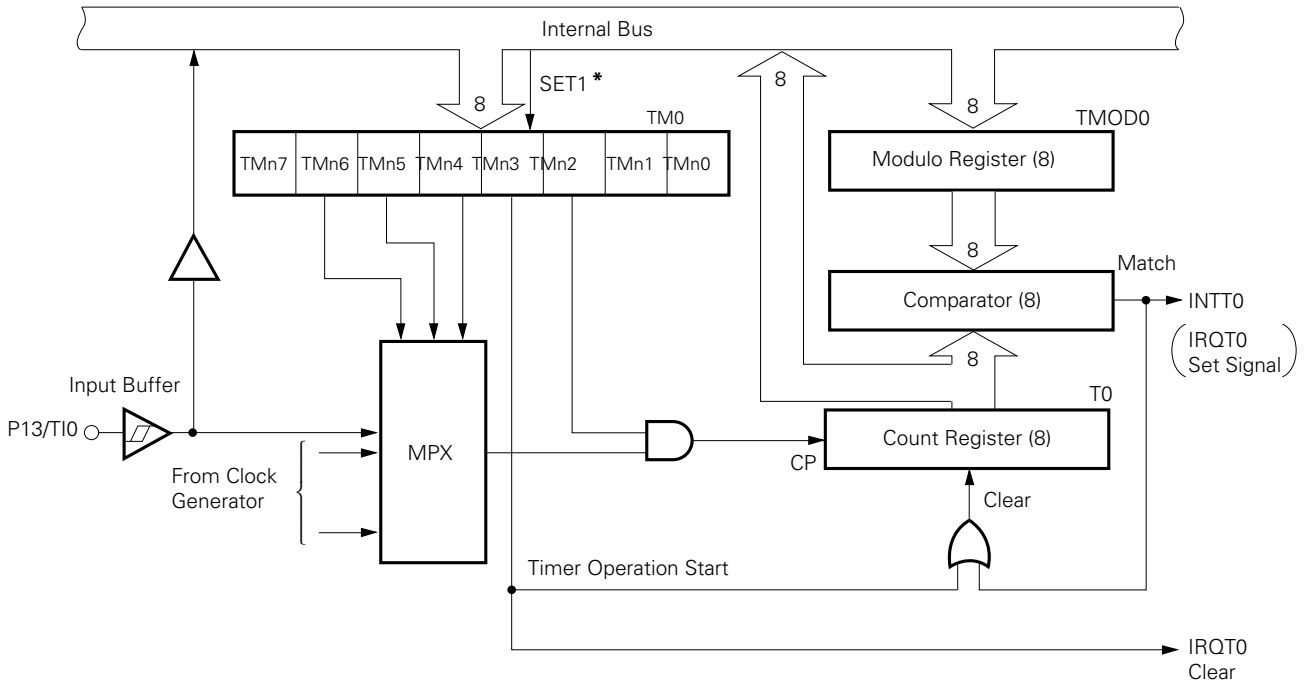 Internal Bus
SET1 *
8
8
8
TM0
TMOD0
TMn7 TMn6 TMn5 TMn4 TMn3 TMn2 TMn1 TMn0
Modulo Register (8)
8
Match
Comparator (8)
INTT0
(IRQT0
Set Signal)
8
Input Buffer
T0
P13/TI0
MPX
Count Register (8)
CP
From Clock
Generator
Clear
Timer Operation Start
IRQT0
Clear